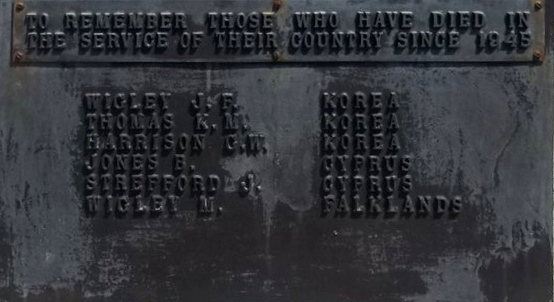 TO REMEMBER THOSE WHO HAVE DIED IN
THE SERVICE OF THEIR COUNTRY SINCE 1945
WIGLEY J.F. KOREA
THOMAS K.M. KOREA
HARRISON G.W. KOREA
JONES B. CYPRUS
STREFFORD J. CYPRUS
WIGLEY M. FALKLANDS